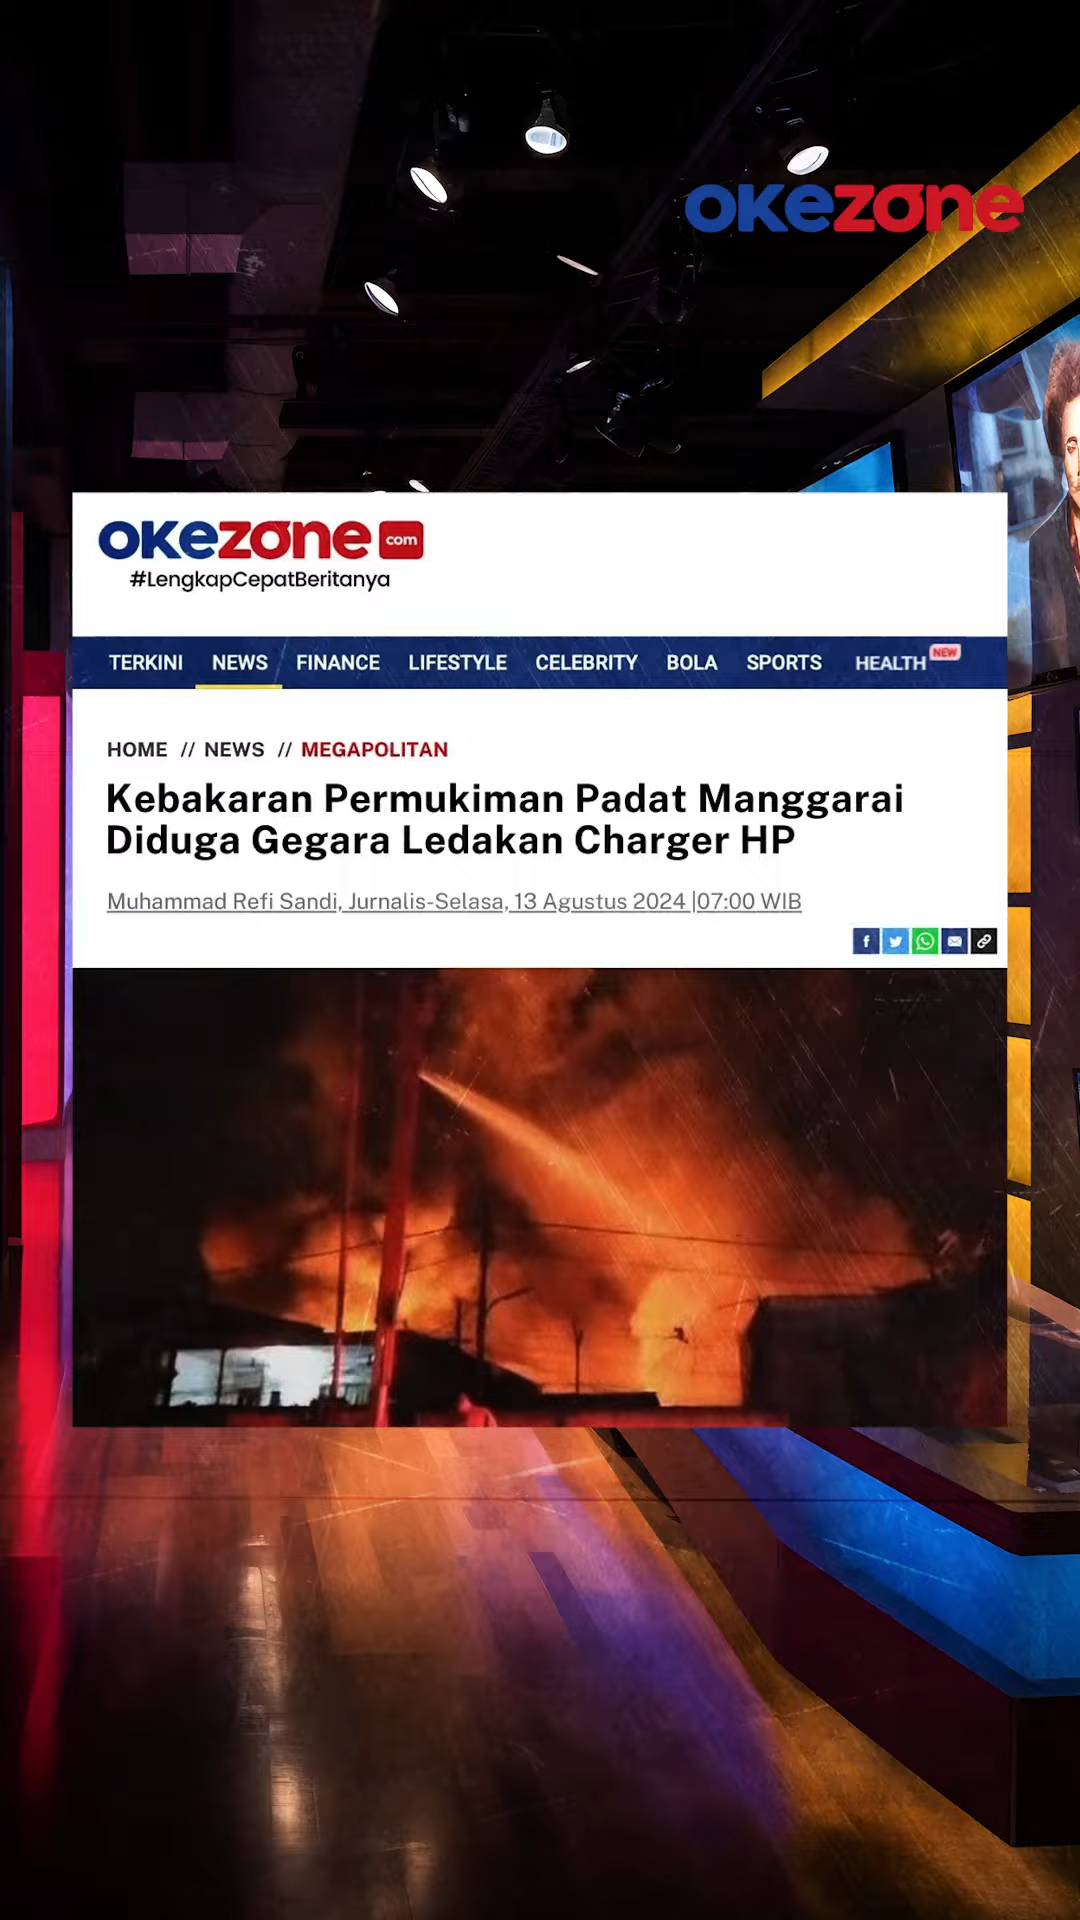 okezone
okezone com
#LengkapCepatBeritanya
TERKINI NEWS FINANCE LIFESTYLE CELEBRITY BOLA SPORTS HEALTH NEW
HOME // NEWS // MEGAPOLITAN
Kebakaran Permukiman Padat Manggarai
Diduga Gegara Ledakan Charger HP
Muhammad Refi Sandi, Jurnalis-Selasa, 13 Agustus 2024 |07:00 WIB